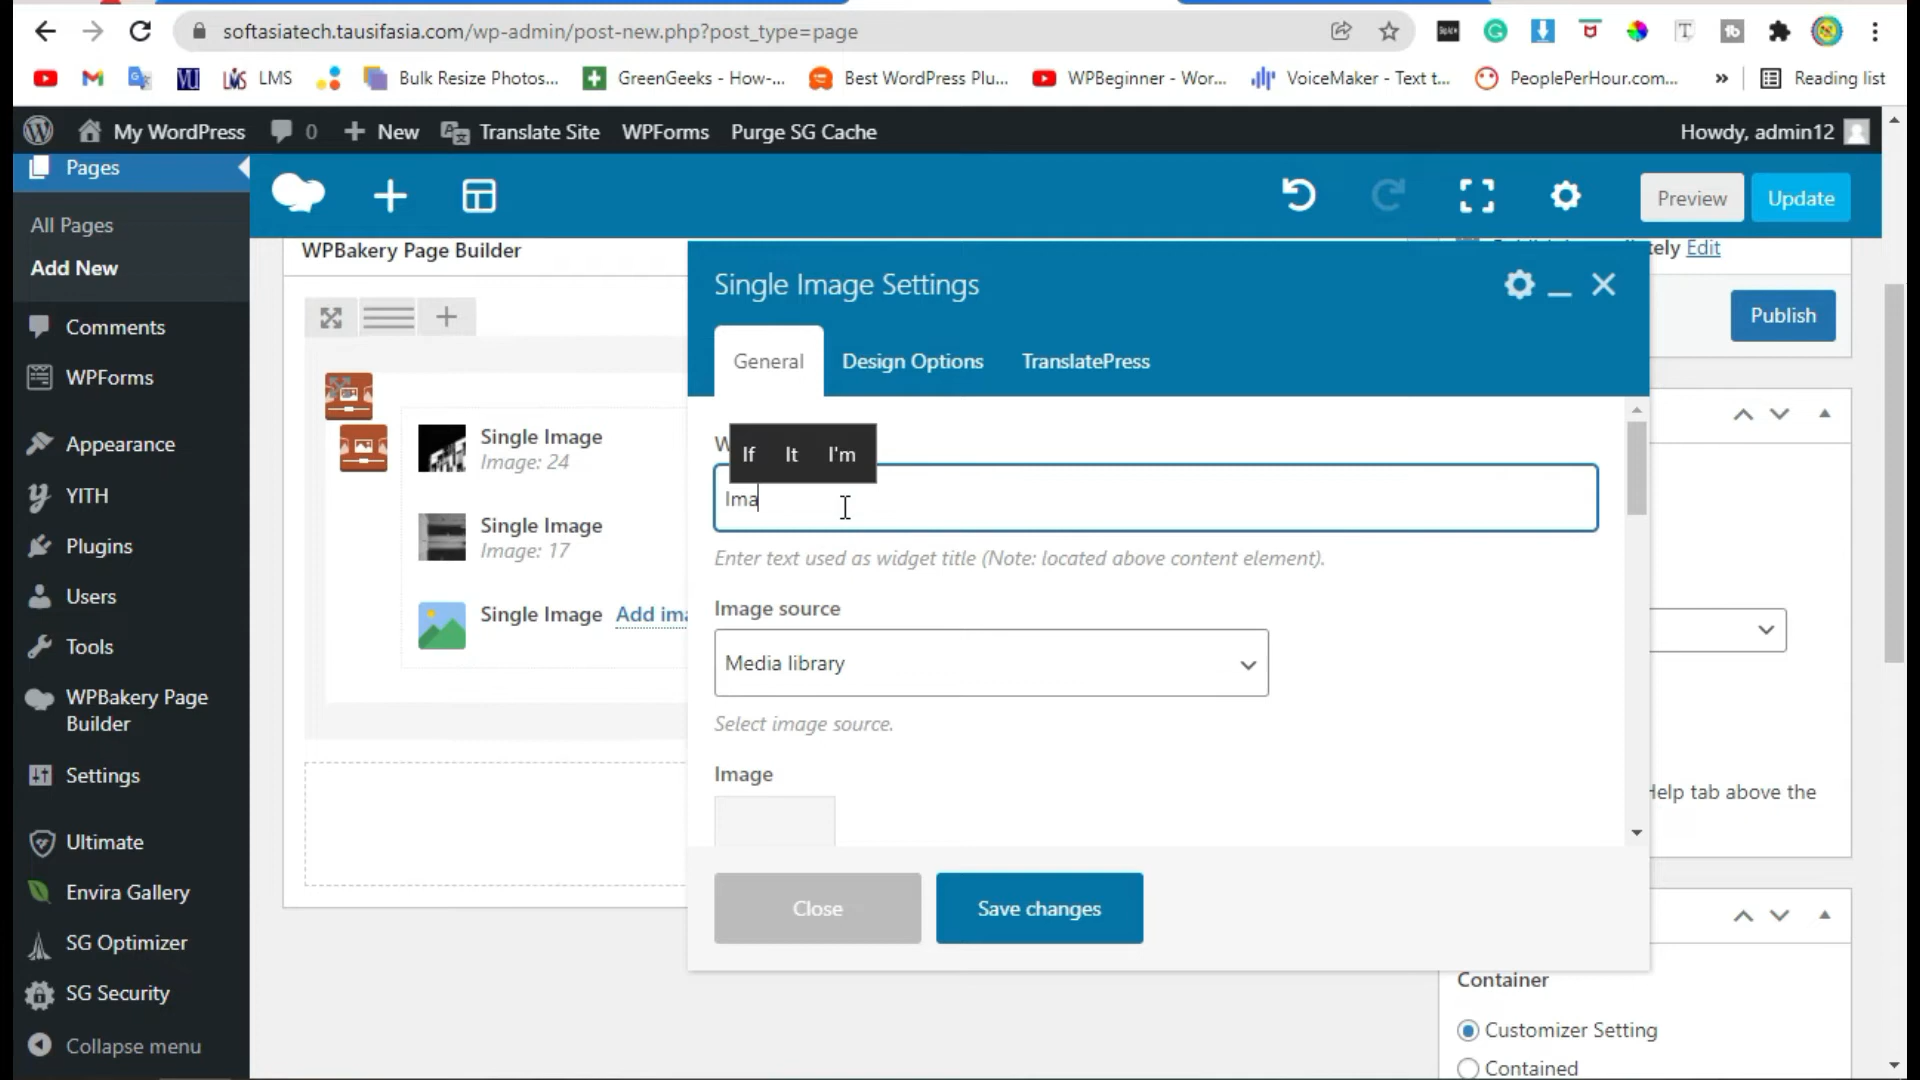 softasiatech.tausifasia.com/wp-admin/post-new.php?post_type=page
LMS
Bulk Resize Photos...
GreenGeeks - How-...
Best WordPress Plu...
WPBeginner - Wor...
VoiceMaker - Text t...
PeoplePerHour.com...
»
Reading list
My WordPress
0
New
Translate Site
WPForms
Purge SG Cache
Howdy, admin12
Pages
All Pages
Add New
Comments
WPForms
Appearance
YITH
Plugins
Users
Tools
WPBakery Page
Builder
Settings
Ultimate
Envira Gallery
SG Optimizer
SG Security
Collapse menu
Preview
Update
WPBakery Page Builder
Single Image
Image: 24
Single Image
Image: 17
Single Image Add ima
Single Image Settings
General
Design Options
TranslatePress
W
If It I'm
Ima
Enter text used as widget title (Note: located above content element).
Image source
Media library
Select image source.
Image
Close
Save changes
Edit
Publish
Help tab above the
Container
Customizer Setting
Contained